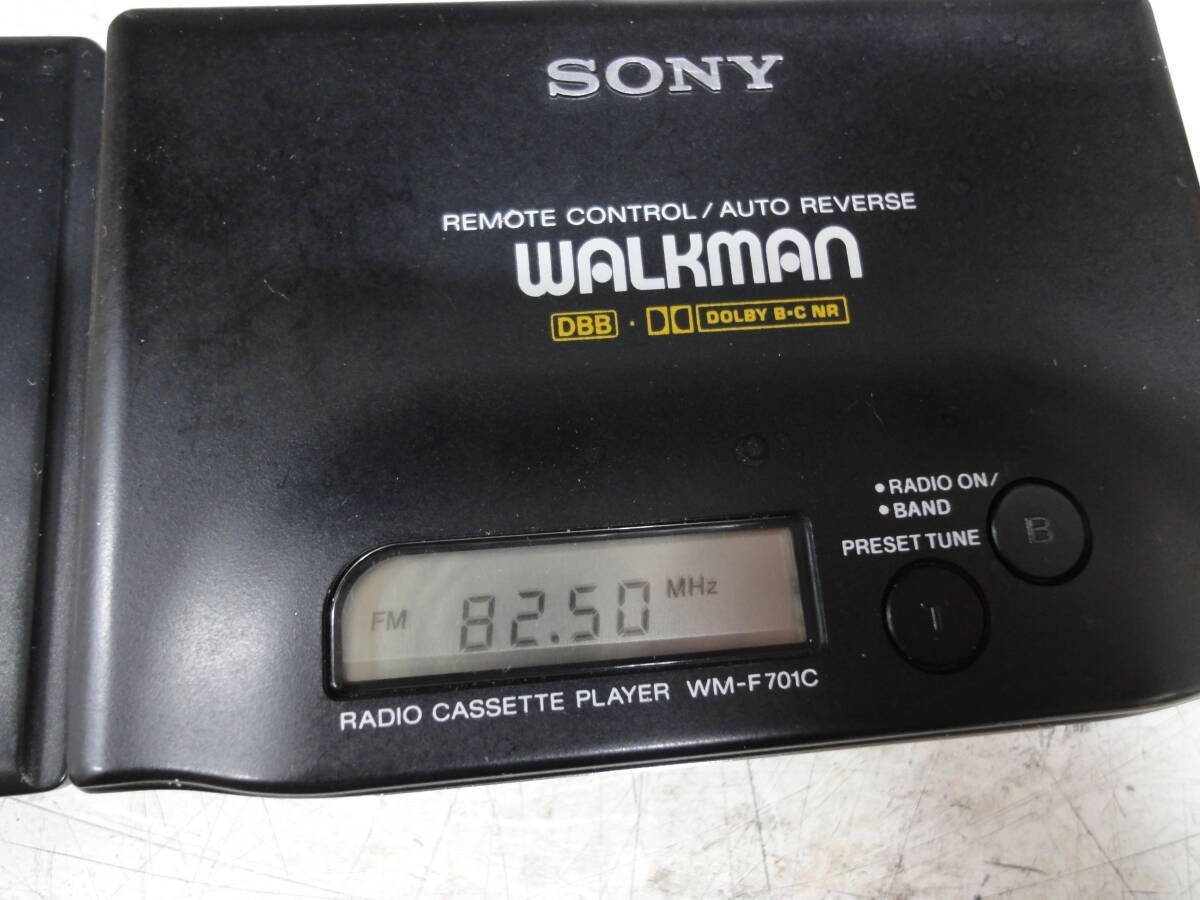 SONY
REMOTE CONTROL/AUTO REVERSE
WALKMAN
DBB · DOLBY B·C NR
• RADIO ON/
• BAND
B
PRESET TUNE
T
FM 82.50 MHz
RADIO CASSETTE PLAYER WM-F701C